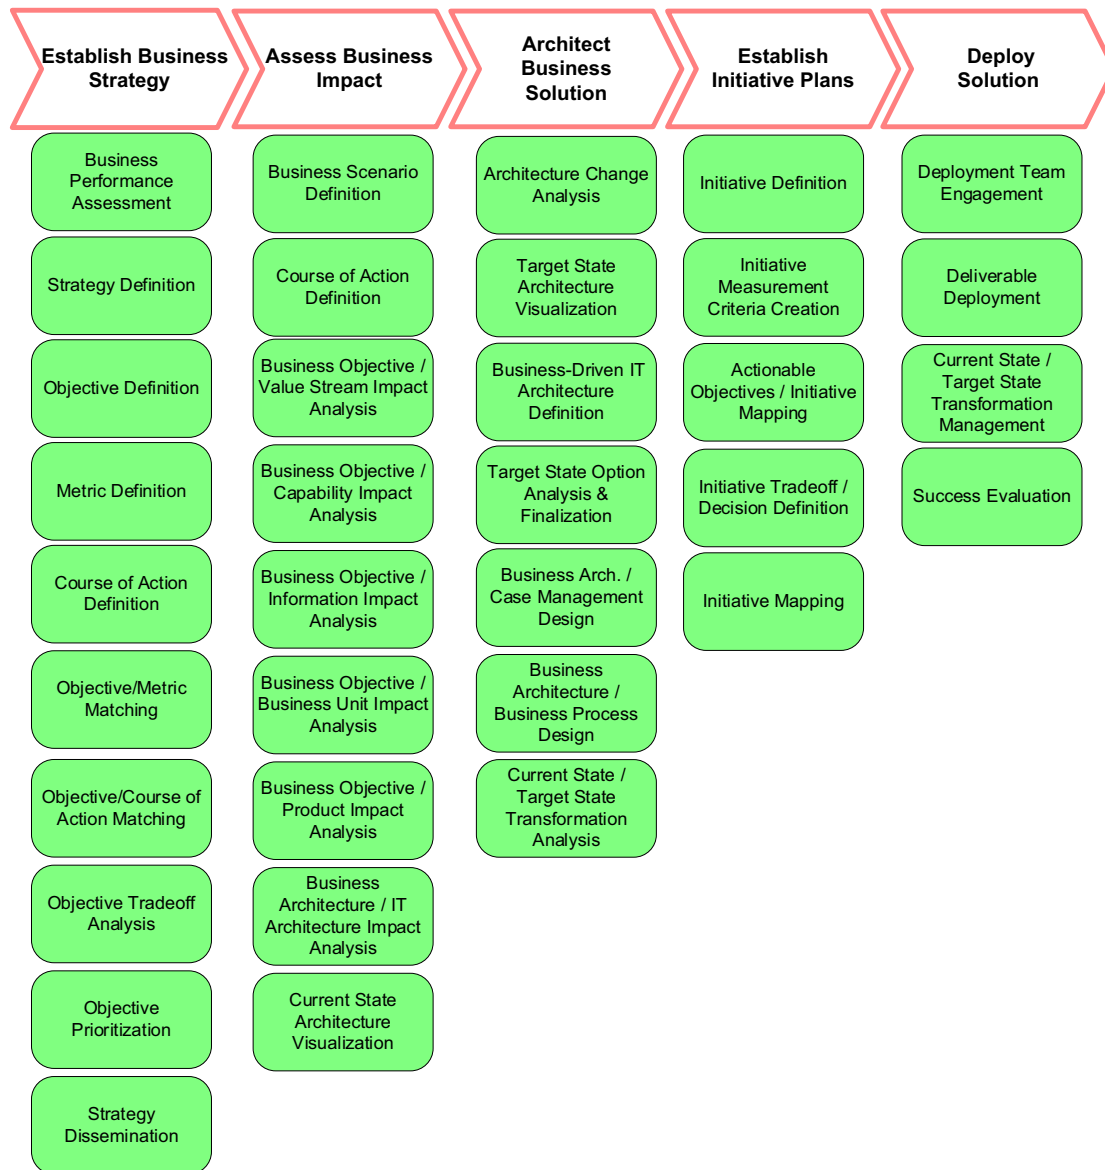 Establish Business
Strategy
Assess Business
Impact
Architect
Business
Solution
Establish
Initiative Plans
Deploy
Solution
Business
Performance
Assessment
Strategy Definition
Objective Definition
Metric Definition
Course of Action
Definition
Objective/Metric
Matching
Objective/Course of
Action Matching
Objective Tradeoff
Analysis
Objective
Prioritization
Strategy
Dissemination
Business Scenario
Definition
Course of Action
Definition
Business Objective /
Value Stream Impact
Analysis
Business Objective /
Capability Impact
Analysis
Business Objective /
Information Impact
Analysis
Business Objective /
Business Unit Impact
Analysis
Business Objective /
Product Impact
Analysis
Business
Architecture / IT
Architecture Impact
Analysis
Current State
Architecture
Visualization
Architecture Change
Analysis
Target State
Architecture
Visualization
Business-Driven IT
Architecture
Definition
Target State Option
Analysis &
Finalization
Business Arch. /
Case Management
Design
Business
Architecture /
Business Process
Design
Current State /
Target State
Transformation
Analysis
Initiative Definition
Initiative
Measurement
Criteria Creation
Actionable
Objectives / Initiative
Mapping
Initiative Tradeoff /
Decision Definition
Initiative Mapping
Deployment Team
Engagement
Deliverable
Deployment
Current State /
Target State
Transformation
Management
Success Evaluation